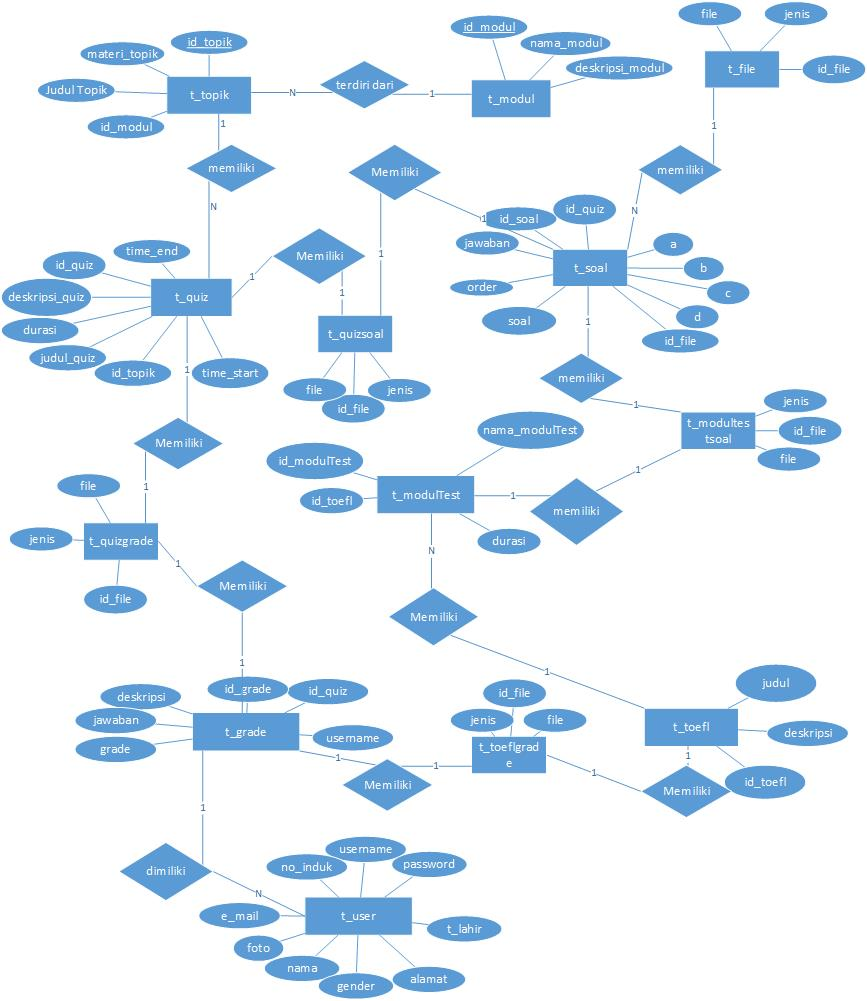 file
jenis
id_modul
id_topik
nama_modul
materi_topik
deskripsi_modul
t_file
id_file
terdiri dari
Judul Topik
t_topik
N
1
t_modul
id_modul
1
1
memiliki
Memiliki
memiliki
N
N
id_quiz
1
id_soal
jawaban
a
time_end
Memiliki
1
id_quiz
t_soal
b
1
order
c
deskripsi_quiz
t_quiz
1
soal
d
durasi
1
t_quizsoal
id_file
judul_quiz
id_topik
1
time_start
memiliki
file
jenis
id_file
1
jenis
nama_modulTest
t_modultes
tsoal
id_file
Memiliki
file
id_modulTest
1
file
1
id_toefl
t_modulTest
1
memiliki
jenis
t_quizgrade
durasi
N
1
Memiliki
id_file
Memiliki
1
1
id_grade
id_quiz
id_file
judul
deskripsi
jawaban
jenis
file
t_toefl
deskripsi
t_grade
username
grade
t_toeflgrad
e
1
1
1
1
Memiliki
Memiliki
id_toefl
1
username
no_induk
password
dimiliki
N
e_mail
t_user
t_lahir
foto
nama
alamat
gender